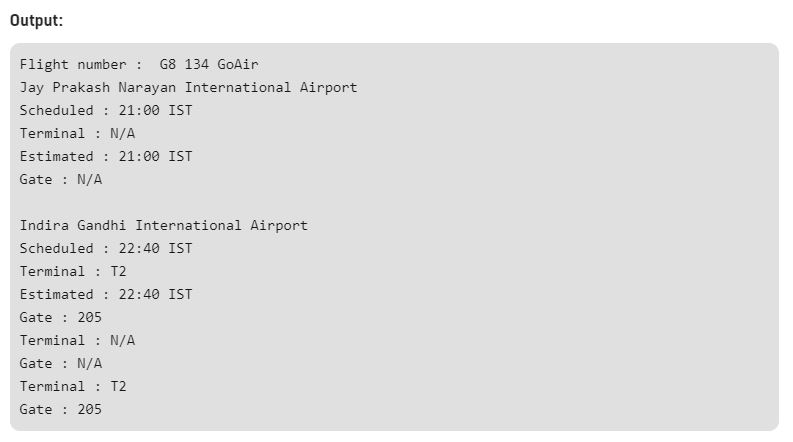 Output:
Flight number :  G8 134 GoAir
Jay Prakash Narayan International Airport
Scheduled : 21:00 IST
Terminal : N/A
Estimated : 21:00 IST
Gate : N/A

Indira Gandhi International Airport
Scheduled : 22:40 IST
Terminal : T2
Estimated : 22:40 IST
Gate : 205
Terminal : N/A
Gate : N/A
Terminal : T2
Gate : 205